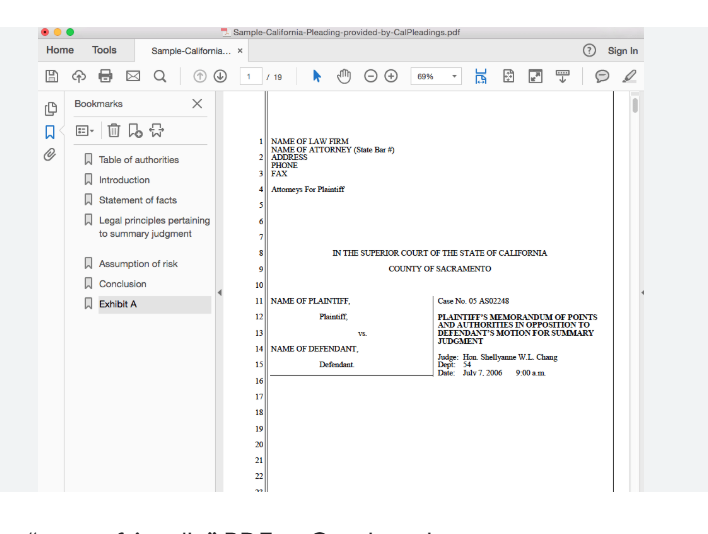 Sample-California-Pleading-provided-by-CalPleadings.pdf
Home Tools Sample-California... × ? Sign In
1 / 19 69%
Bookmarks
Table of authorities
Introduction
Statement of facts
Legal principles pertaining
to summary judgment
Assumption of risk
Conclusion
Exhibit A
1 NAME OF LAW FIRM
NAME OF ATTORNEY (State Bar #)
2 ADDRESS
PHONE
3 FAX
4 Attorneys For Plaintiff
5
6
7
8 IN THE SUPERIOR COURT OF THE STATE OF CALIFORNIA
9 COUNTY OF SACRAMENTO
10
11 NAME OF PLAINTIFF,
12 Plaintiff,
13 vs.
14 NAME OF DEFENDANT,
15 Defendant.
Case No. 05 AS02248
PLAINTIFF'S MEMORANDUM OF POINTS
AND AUTHORITIES IN OPPOSITION TO
DEFENDANT'S MOTION FOR SUMMARY
JUDGMENT
Judge: Hon. Shellyanne W.L. Chang
Dept: 54
Date: July 7, 2006 9:00 a.m.
16
17
18
19
20
21
22